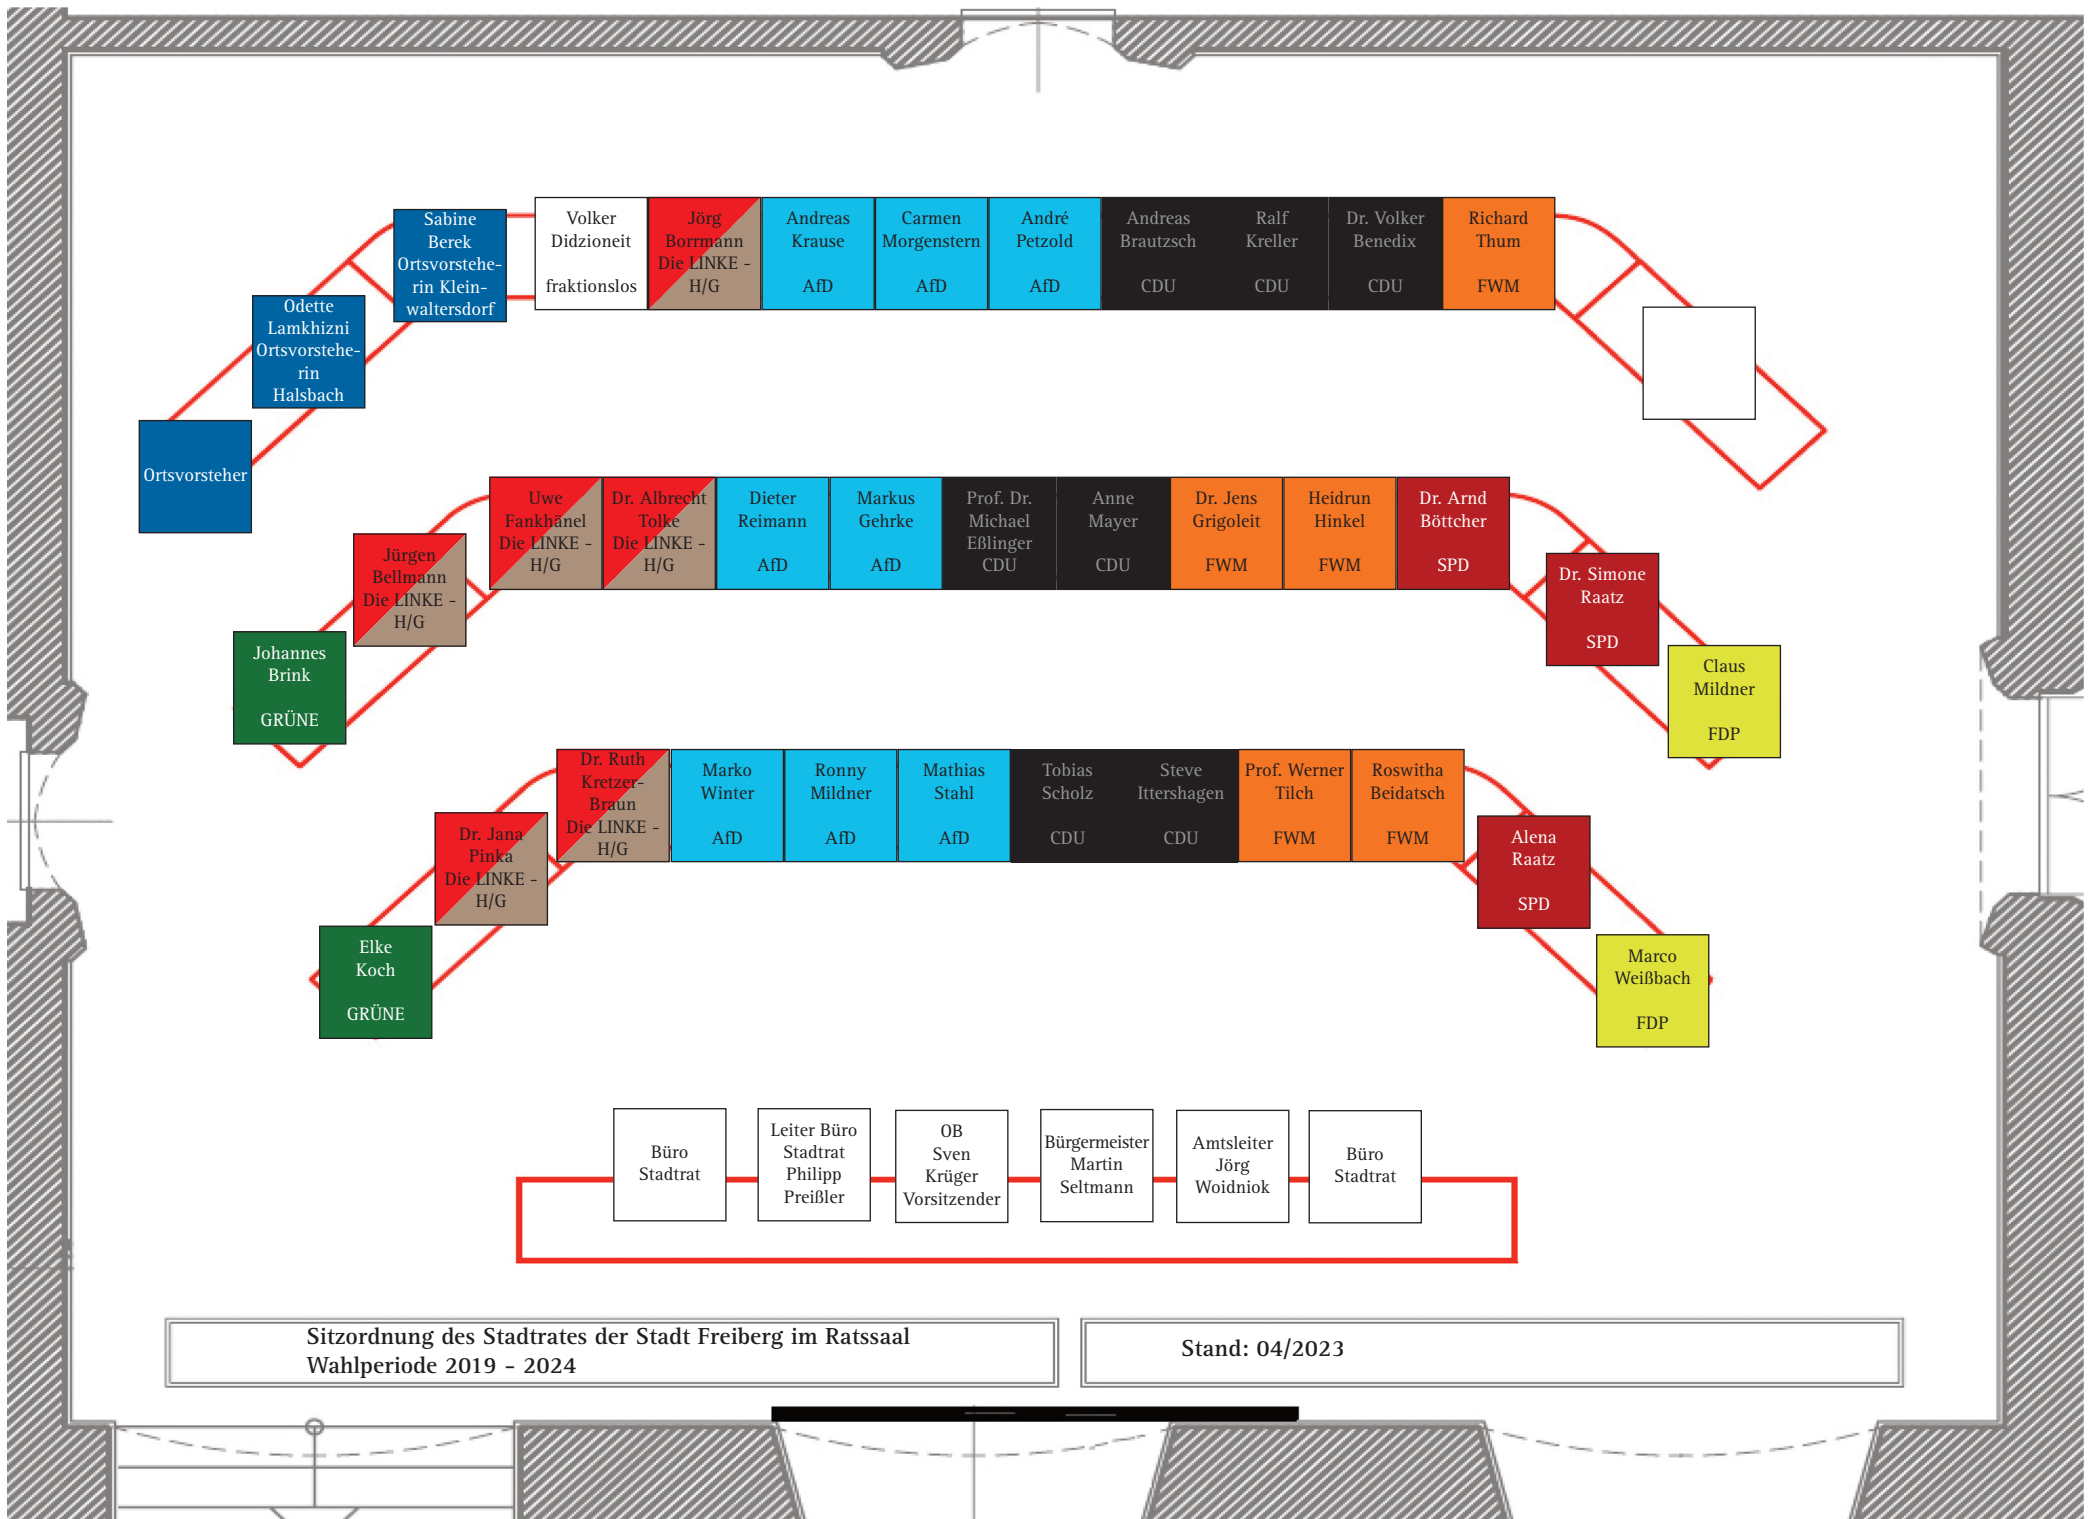 Sabine
Berek
Ortsvorstehe-
rin Klein-
waltersdorf
Volker
Didzioneit
fraktionslos
Jörg
Borrmann
Die LINKE -
H/G
Andreas
Krause
AfD
Carmen
Morgenstern
AfD
André
Petzold
AfD
Andreas
Brautzsch
CDU
Ralf
Kreller
CDU
Dr. Volker
Benedix
CDU
Richard
Thum
FWM
Odette
Lamkhizni
Ortsvorstehe-
rin
Halsbach
Ortsvorsteher
Uwe
Fankhänel
Die LINKE -
H/G
Dr. Albrecht
Tolke
Die LINKE -
H/G
Dieter
Reimann
AfD
Markus
Gehrke
AfD
Prof. Dr.
Michael
Eßlinger
CDU
Anne
Mayer
CDU
Dr. Jens
Grigoleit
FWM
Heidrun
Hinkel
FWM
Dr. Arnd
Böttcher
SPD
Jürgen
Bellmann
Die LINKE -
H/G
Dr. Simone
Raatz
SPD
Johannes
Brink
GRÜNE
Claus
Mildner
FDP
Dr. Ruth
Kretzer-
Braun
Die LINKE -
H/G
Marko
Winter
AfD
Ronny
Mildner
AfD
Mathias
Stahl
AfD
Tobias
Scholz
CDU
Steve
Ittershagen
CDU
Prof. Werner
Tilch
FWM
Roswitha
Beidatsch
FWM
Dr. Jana
Pinka
Die LINKE -
H/G
Alena
Raatz
SPD
Elke
Koch
GRÜNE
Marco
Weißbach
FDP
Büro
Stadtrat
Leiter Büro
Stadtrat
Philipp
Preißler
OB
Sven
Krüger
Vorsitzender
Bürgermeister
Martin
Seltmann
Amtsleiter
Jörg
Woidniok
Büro
Stadtrat
Sitzordnung des Stadtrates der Stadt Freiberg im Ratssaal
Wahlperiode 2019 - 2024
Stand: 04/2023